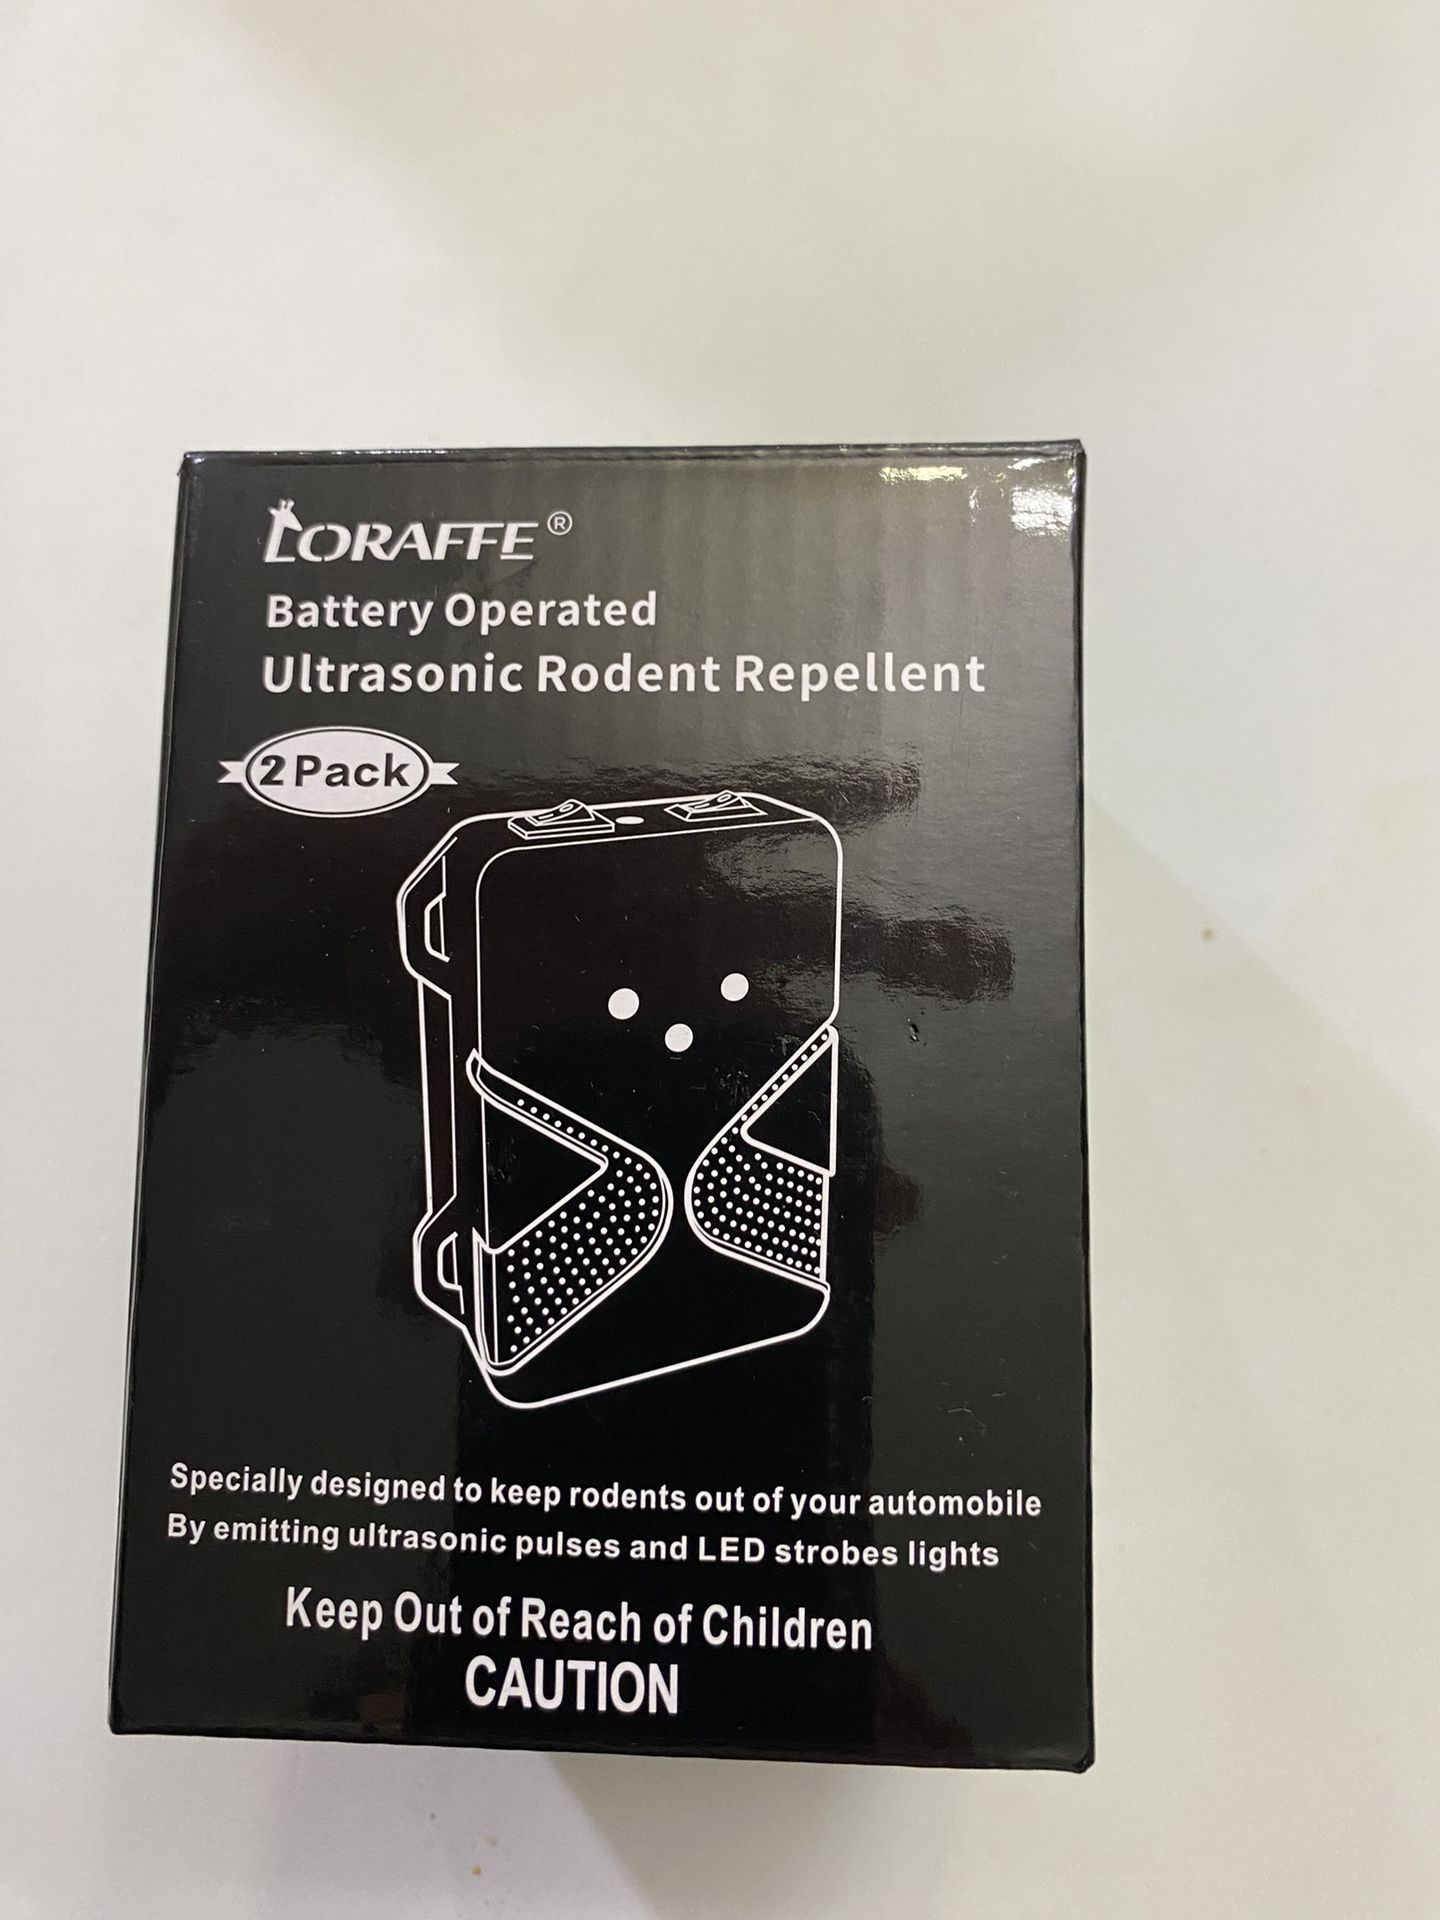 LORAFFE®
Battery Operated
Ultrasonic Rodent Repellent
2 Pack
Specially designed to keep rodents out of your automobile
By emitting ultrasonic pulses and LED strobes lights
Keep Out of Reach of Children
CAUTION